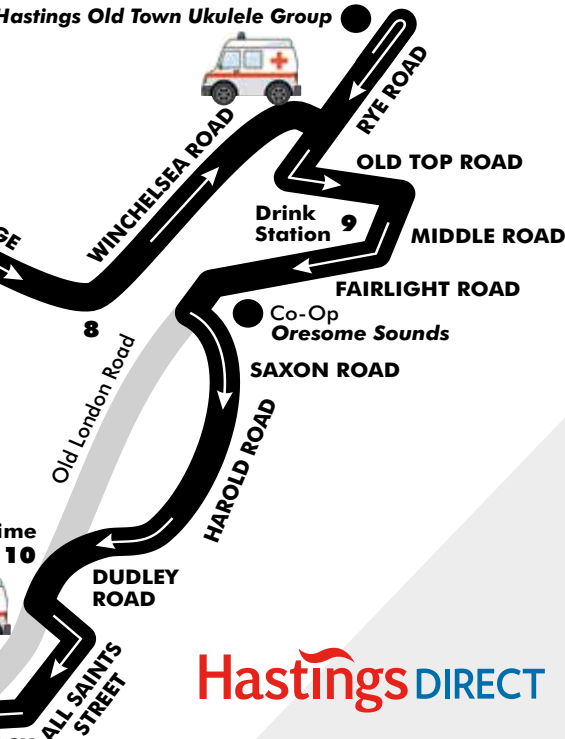 Hastings Old Town Ukulele Group
RYE ROAD
WINCHELSEA ROAD
OLD TOP ROAD
Drink
Station 9
MIDDLE ROAD
FAIRLIGHT ROAD
8
Co-Op
Oresome Sounds
Old London Road
SAXON ROAD
HAROLD ROAD
10
DUDLEY
ROAD
ALL SAINTS
STREET
Hastings DIRECT